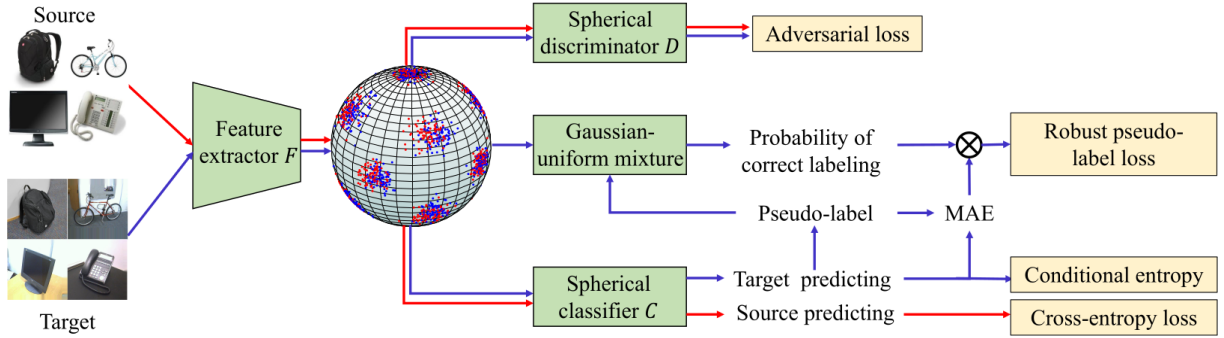 Source
Target
Feature
extractor F
Spherical
discriminator D
Adversarial loss
Gaussian-
uniform mixture
Probability of
correct labeling
Robust pseudo-
label loss
Pseudo-label
MAE
Spherical
classifier C
Target predicting
Conditional entropy
Source predicting
Cross-entropy loss